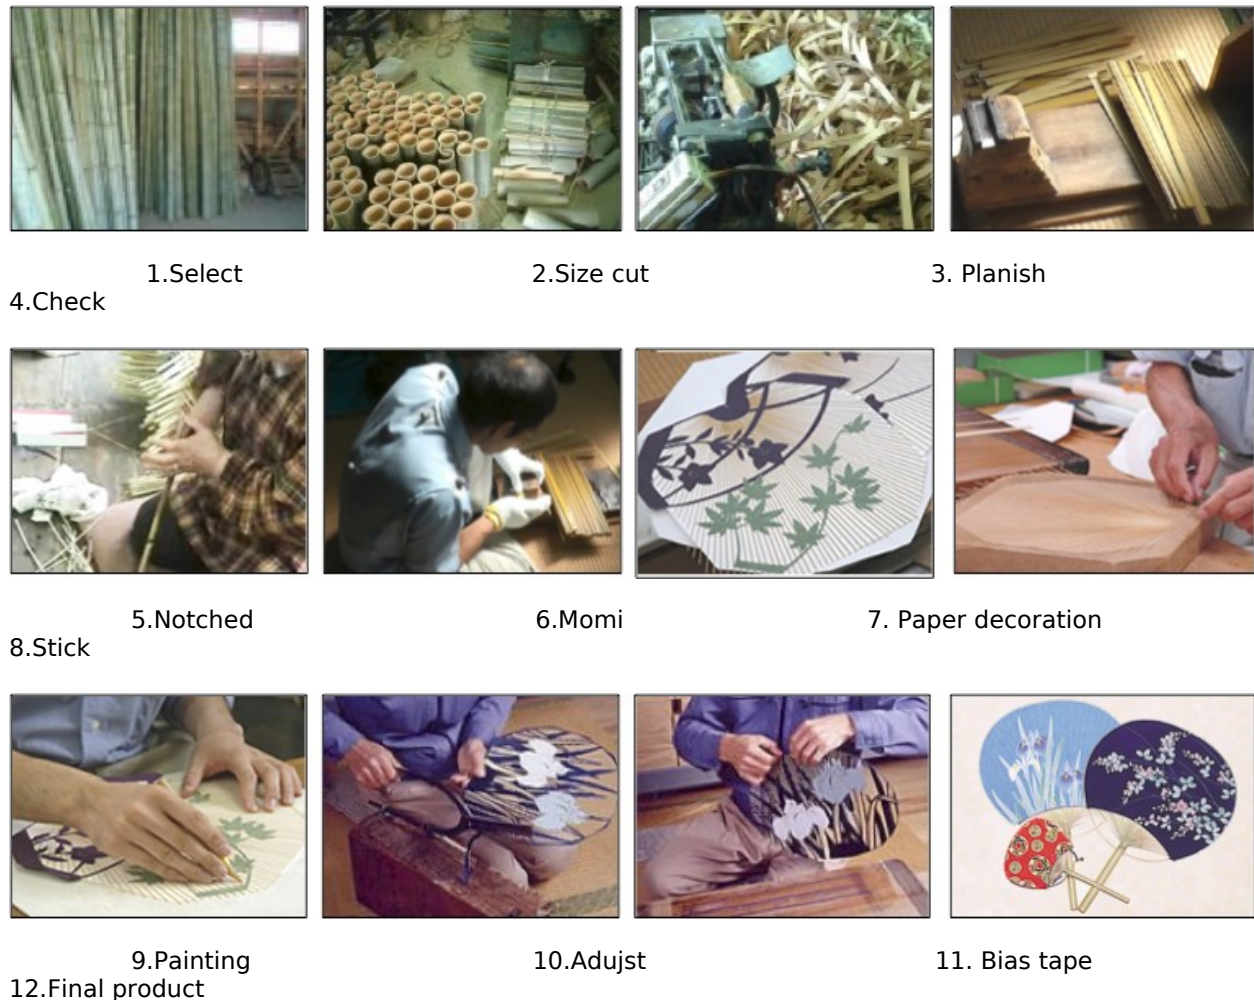 1.Select 2.Size cut 3. Planish
4.Check
5.Notched 6.Momi 7. Paper decoration
8.Stick
9.Painting 10.Adujst 11. Bias tape
12.Final product